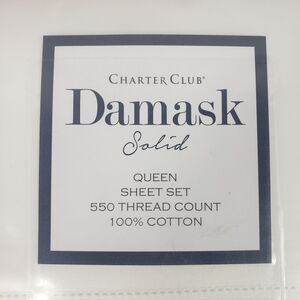 CHARTER CLUB®
Damask
Solid
QUEEN
SHEET SET
550 THREAD COUNT
100% COTTON